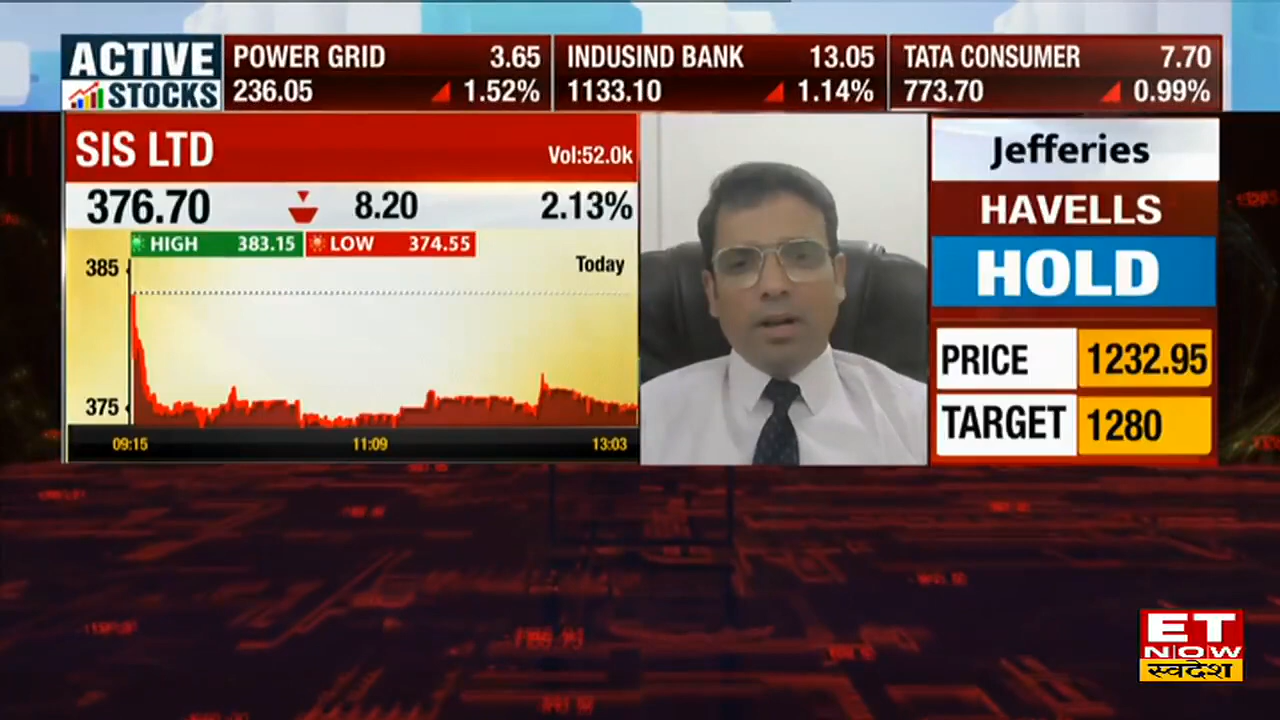 ACTIVE
STOCKS
POWER GRID 3.65
236.05 1.52%
INDUSIND BANK 13.05
1133.10 1.14%
TATA CONSUMER 7.70
773.70 0.99%
SIS LTD Vol:52.0k
376.70 8.20 2.13%
HIGH 383.15 LOW 374.55
Today
385
375
09:15 11:09 13:03
Jefferies
HAVELLS
HOLD
PRICE 1232.95
TARGET 1280
ET
NOW
स्वदेश